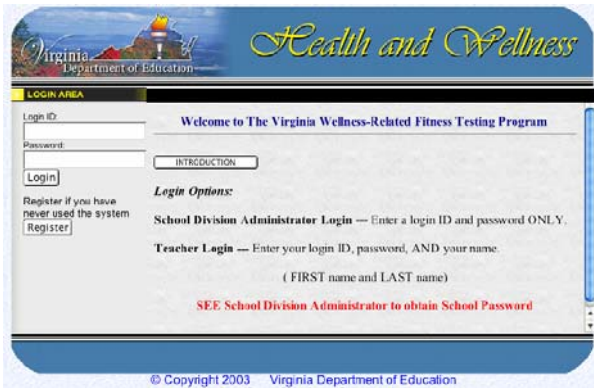 Virginia
Department of Education
Health and Wellness
LOGIN AREA
Login ID:
Password:
Login
Register if you have
never used the system
Register
Welcome to The Virginia Wellness-Related Fitness Testing Program
INTRODUCTION
Login Options:
School Division Administrator Login — Enter a login ID and password ONLY.
Teacher Login — Enter your login ID, password, AND your name.
( FIRST name and LAST name)
SEE School Division Administrator to obtain School Password
© Copyright 2003 Virginia Department of Education